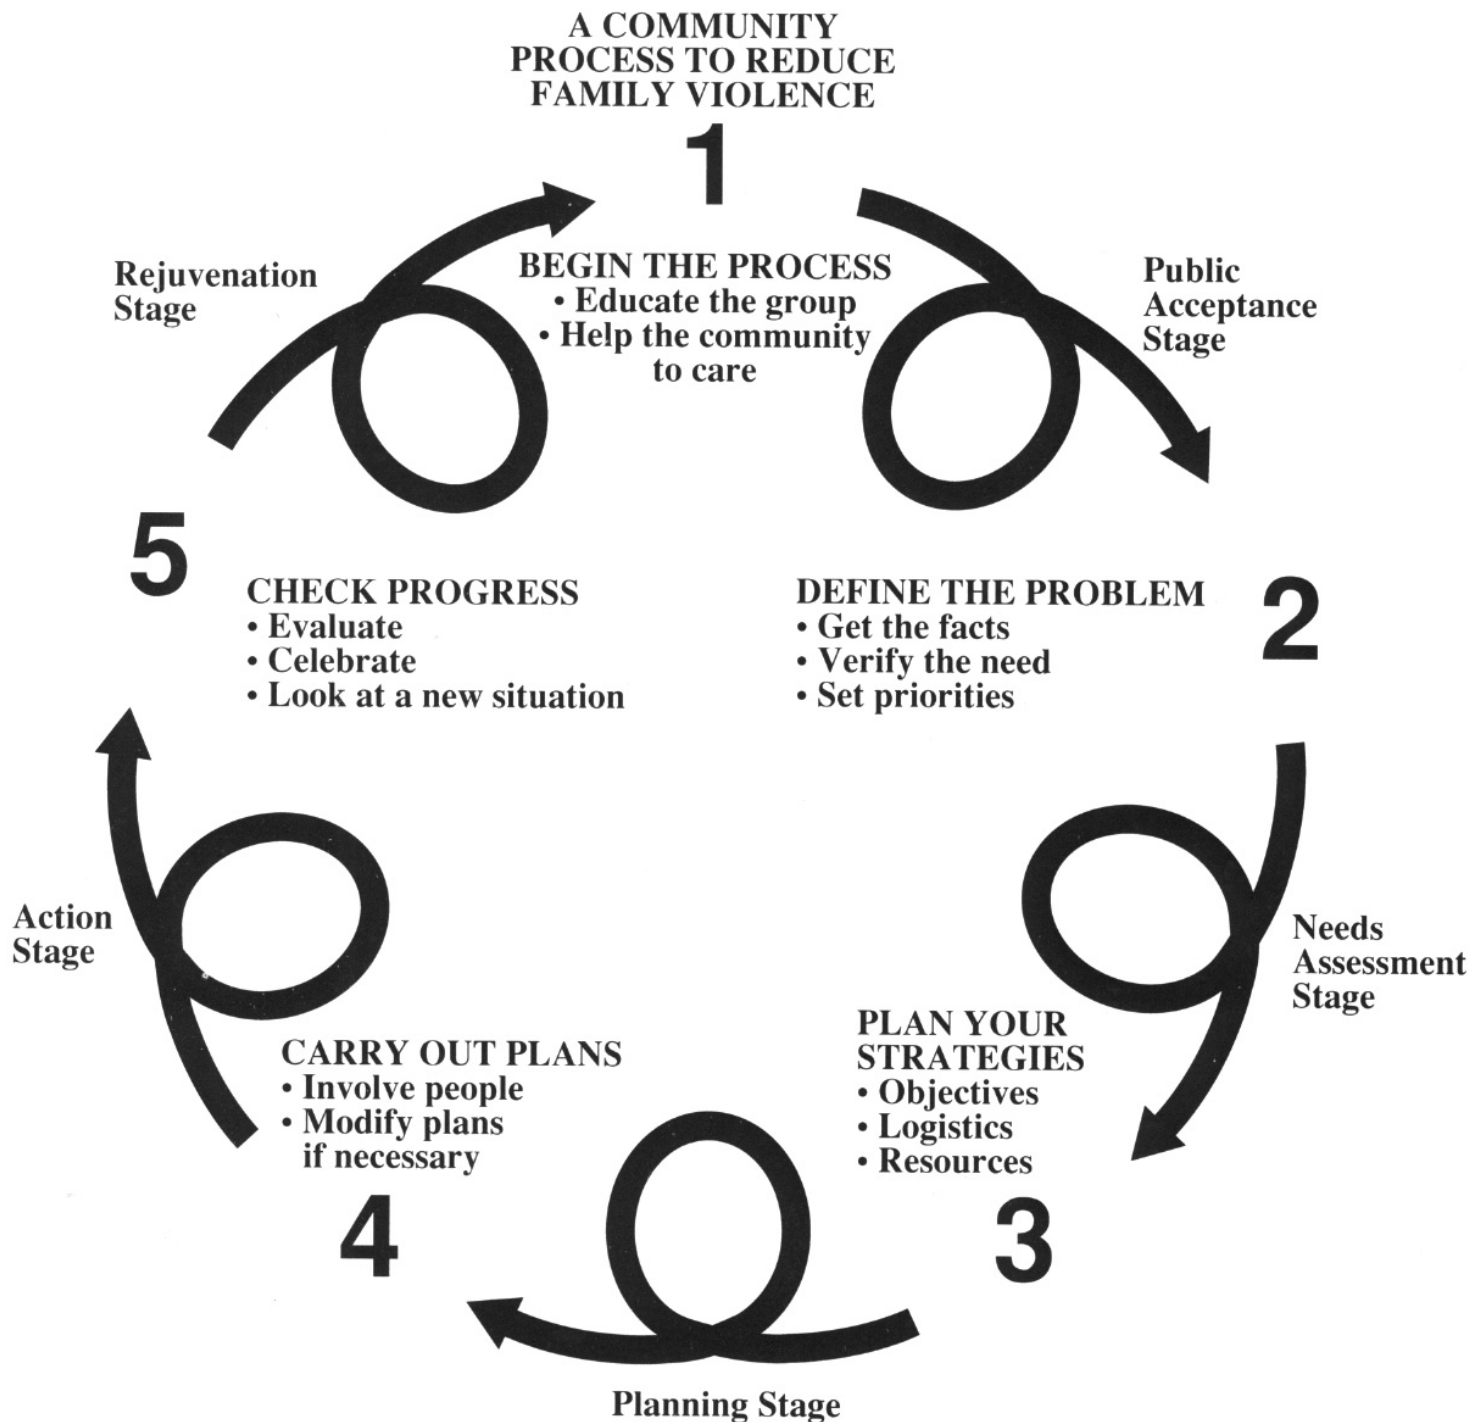 A COMMUNITY
PROCESS TO REDUCE
FAMILY VIOLENCE
1
BEGIN THE PROCESS
• Educate the group
• Help the community
to care
Public
Acceptance
Stage
2
DEFINE THE PROBLEM
• Get the facts
• Verify the need
• Set priorities
Needs
Assessment
Stage
PLAN YOUR
STRATEGIES
• Objectives
• Logistics
• Resources
3
Planning Stage
CARRY OUT PLANS
• Involve people
• Modify plans
if necessary
4
Action
Stage
5
CHECK PROGRESS
• Evaluate
• Celebrate
• Look at a new situation
Rejuvenation
Stage